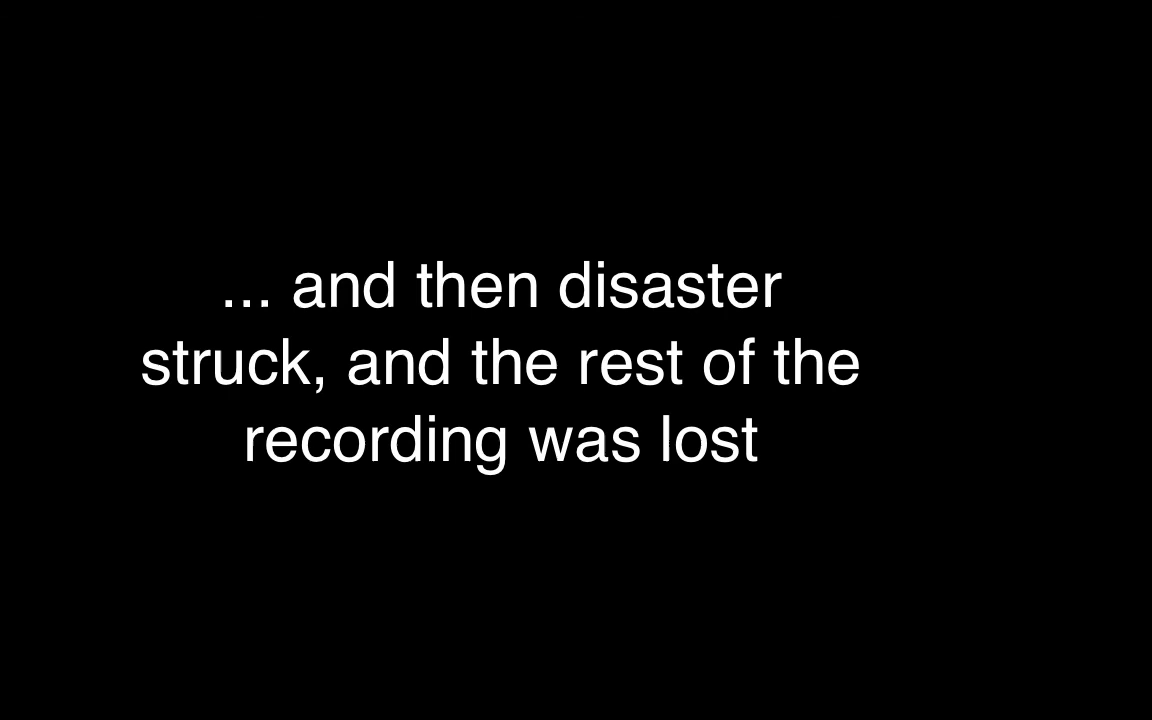 ... and then disaster
struck, and the rest of the
recording was lost